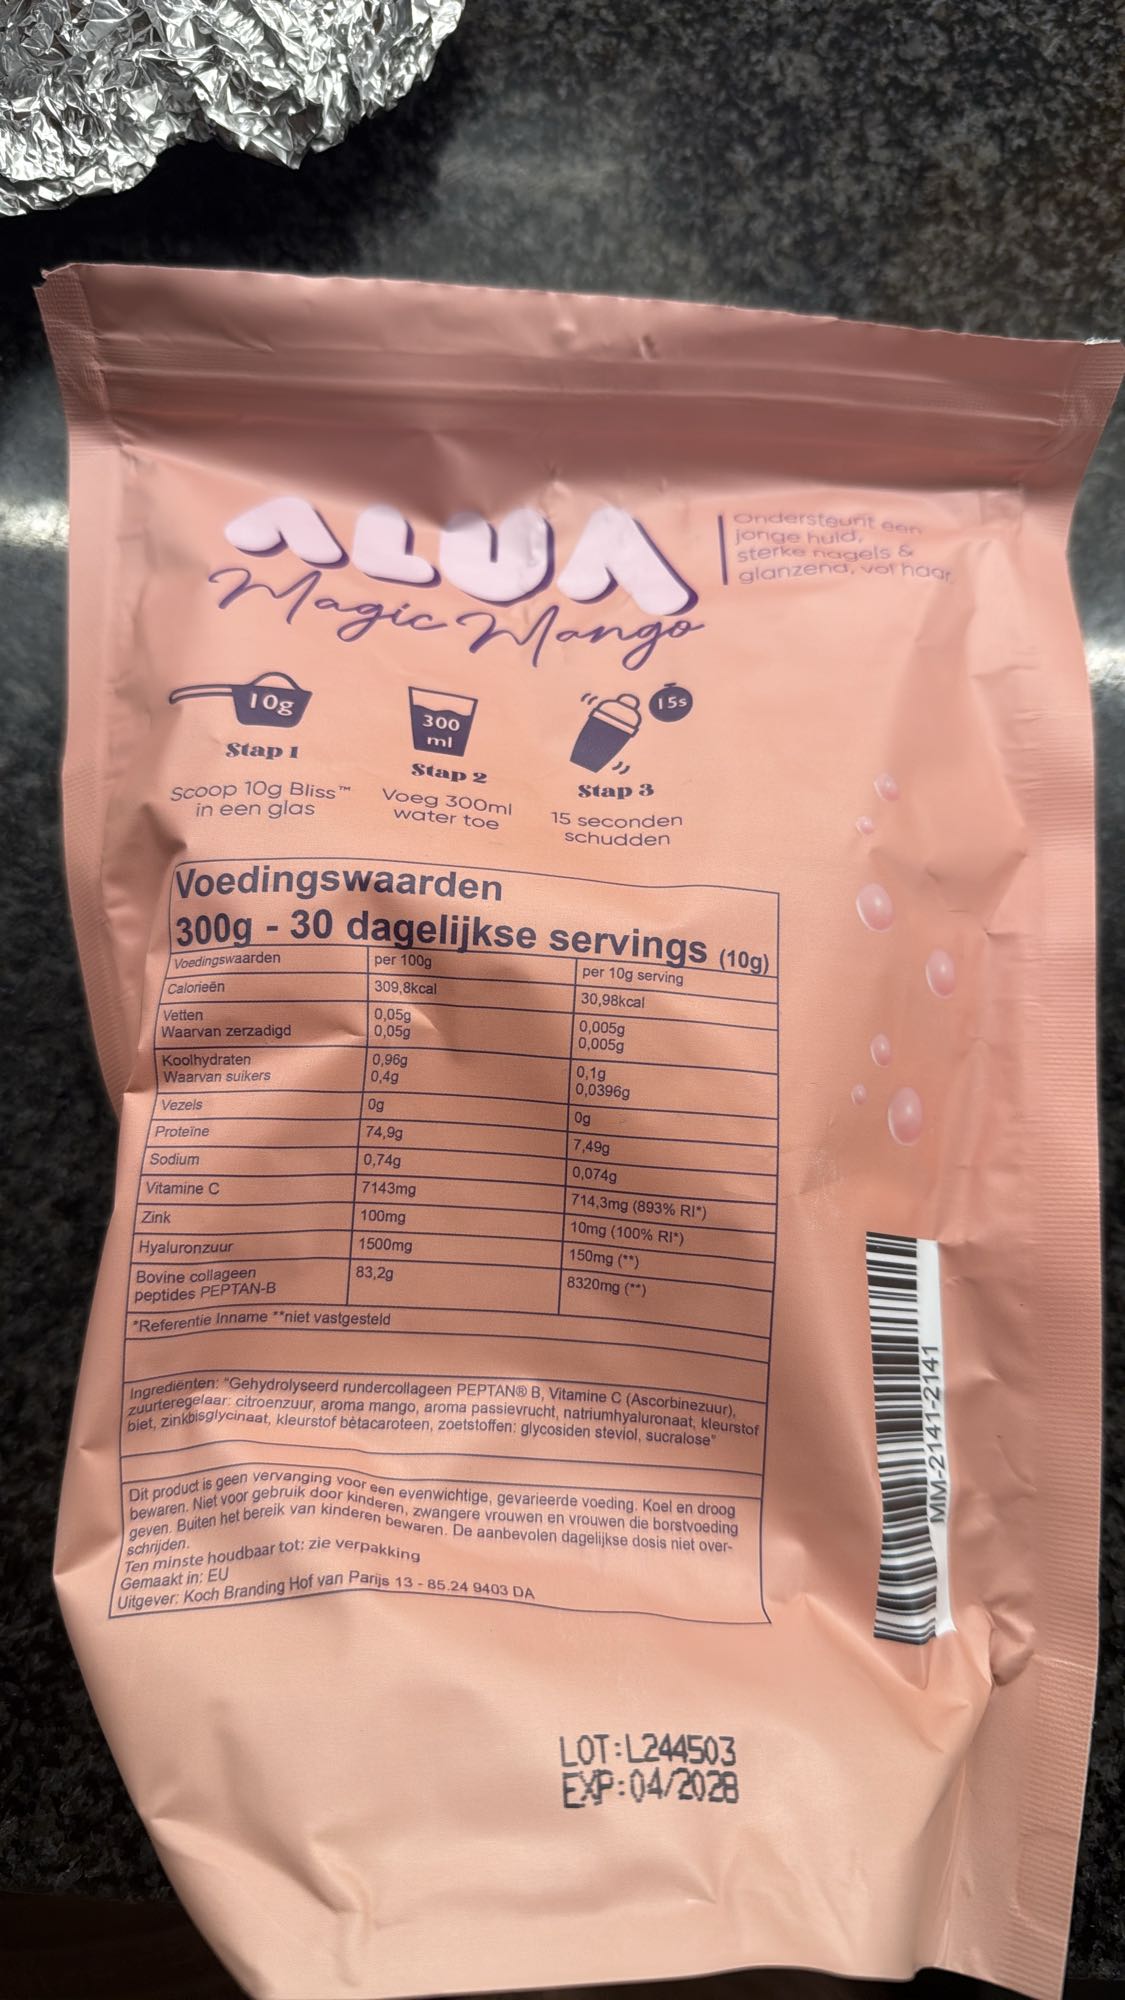 ALUA
Magic Mango
Ondersteunt een
jonge huid,
sterke nagels &
glanzend, vol haar
10g
300
ml
15s
Stap 1
Stap 2
Stap 3
Scoop 10g Bliss™
in een glas
Voeg 300ml
water toe
15 seconden
schudden
Voedingswaarden
300g - 30 dagelijkse servings (10g)
Voedingswaarden per 100g per 10g serving
Calorieën 309,8kcal 30,98kcal
Vetten 0,05g 0,005g
Waarvan zerzadigd 0,05g 0,005g
Koolhydraten 0,96g 0,1g
Waarvan suikers 0,4g 0,0396g
Vezels 0g 0g
Proteïne 74,9g 7,49g
Sodium 0,74g 0,074g
Vitamine C 7143mg 714,3mg (893% RI*)
Zink 100mg 10mg (100% RI*)
Hyaluronzuur 1500mg 150mg (**)
Bovine collageen 83,2g 8320mg (**)
peptides PEPTAN-B
*Referentie Inname **niet vastgesteld
Ingrediënten: "Gehydrolyseerd rundercollageen PEPTAN® B, Vitamine C (Ascorbinezuur),
zuurteregelaar: citroenzuur, aroma mango, aroma passievrucht, natriumhyaluronaat, kleurstof
biet, zinkbisglycinaat, kleurstof bètacaroteen, zoetstoffen: glycosiden steviol, sucralose"
Dit product is geen vervanging voor een evenwichtige, gevarieerde voeding. Koel en droog
bewaren. Niet voor gebruik door kinderen, zwangere vrouwen en vrouwen die borstvoeding
geven. Buiten het bereik van kinderen bewaren. De aanbevolen dagelijkse dosis niet over-
schrijden.
Ten minste houdbaar tot: zie verpakking
Gemaakt in: EU
Uitgever: Koch Branding Hof van Parijs 13 - 85.24 9403 DA
MM-2141-2141
LOT:L244503
EXP:04/2028